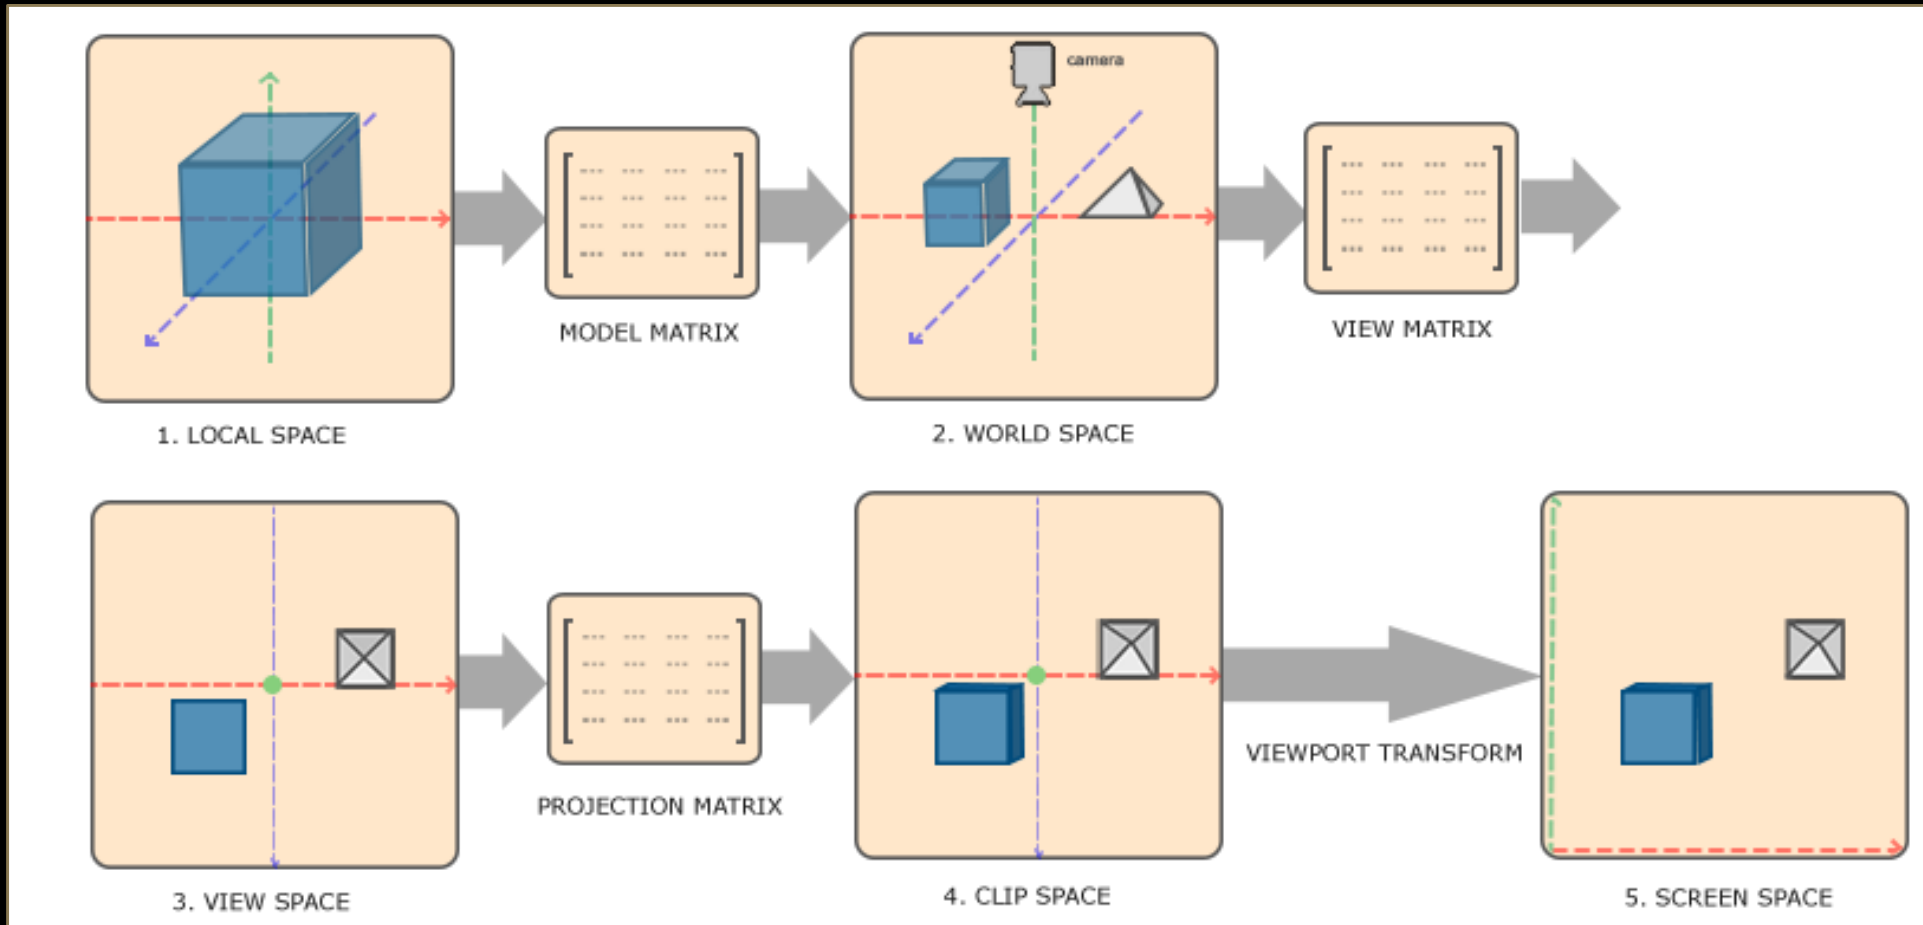 camera
MODEL MATRIX
VIEW MATRIX
1. LOCAL SPACE
2. WORLD SPACE
PROJECTION MATRIX
VIEWPORT TRANSFORM
3. VIEW SPACE
4. CLIP SPACE
5. SCREEN SPACE